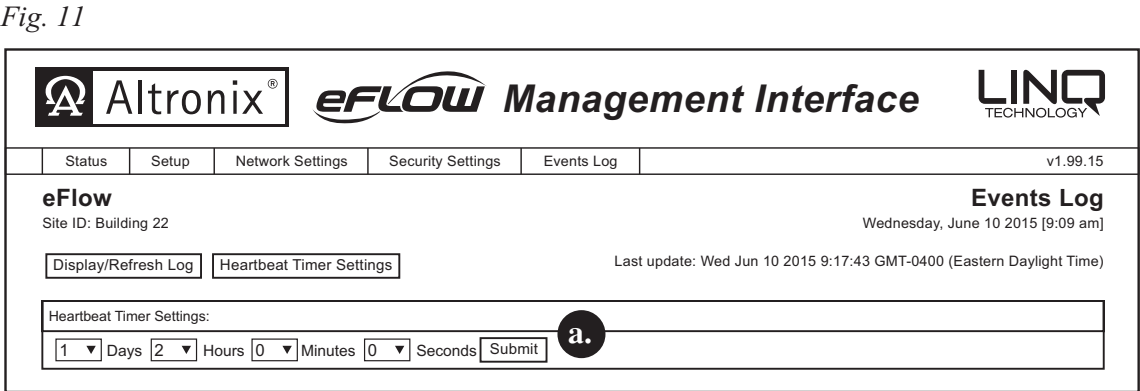 Fig. 11
Altronix® eFLOW Management Interface LINQ
TECHNOLOGY
Status Setup Network Settings Security Settings Events Log v1.99.15
eFlow Events Log
Site ID: Building 22 Wednesday, June 10 2015 [9:09 am]
Display/Refresh Log Heartbeat Timer Settings Last update: Wed Jun 10 2015 9:17:43 GMT-0400 (Eastern Daylight Time)
Heartbeat Timer Settings:
a.
1 ▼ Days 2 ▼ Hours 0 ▼ Minutes 0 ▼ Seconds Submit